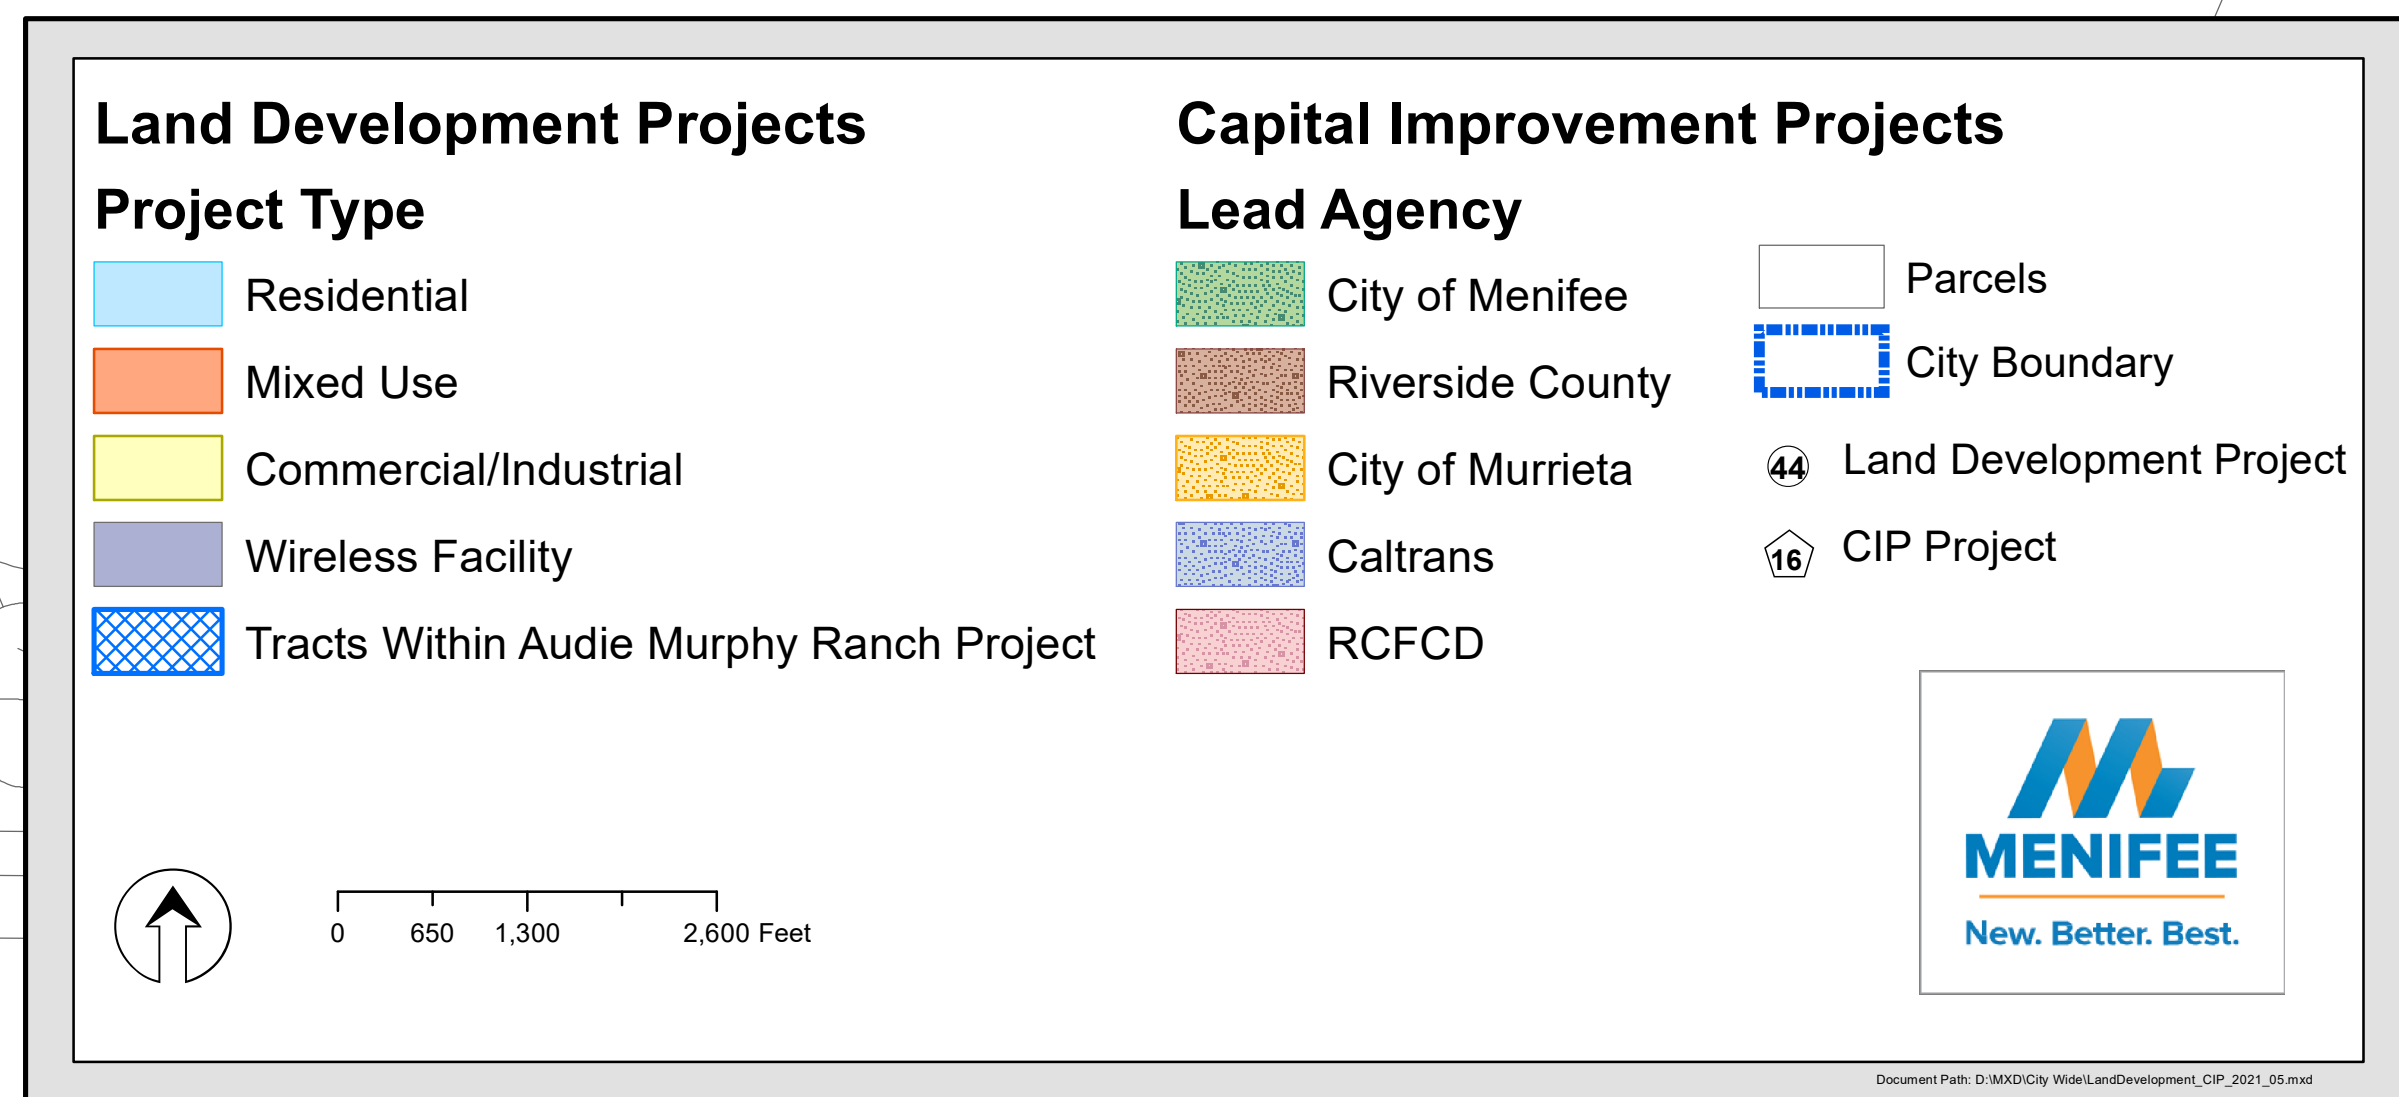 Land Development Projects
Project Type
Residential
Mixed Use
Commercial/Industrial
Wireless Facility
Tracts Within Audie Murphy Ranch Project
Capital Improvement Projects
Lead Agency
City of Menifee
Riverside County
City of Murrieta
Caltrans
RCFCD
Parcels
City Boundary
44 Land Development Project
16 CIP Project
0 650 1,300 2,600 Feet
MENIFEE
New. Better. Best.
Document Path: D:\MXD\City Wide\LandDevelopment_CIP_2021_05.mxd